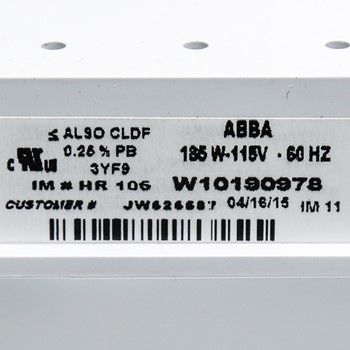 ≤ ALSO CLDF ABBA
0.25 % PB 185 W-115V - 60 HZ
3YF9
IM # HR 106 W10190978
CUSTOMER # 04/16/15 IM 11